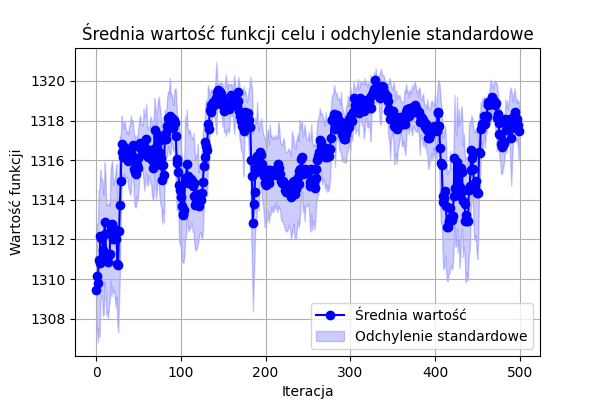 Średnia wartość funkcji celu i odchylenie standardowe
1320
1318
1316
1314
1312
1310
1308
Wartość funkcji
0 100 200 300 400 500
Iteracja
Średnia wartość
Odchylenie standardowe